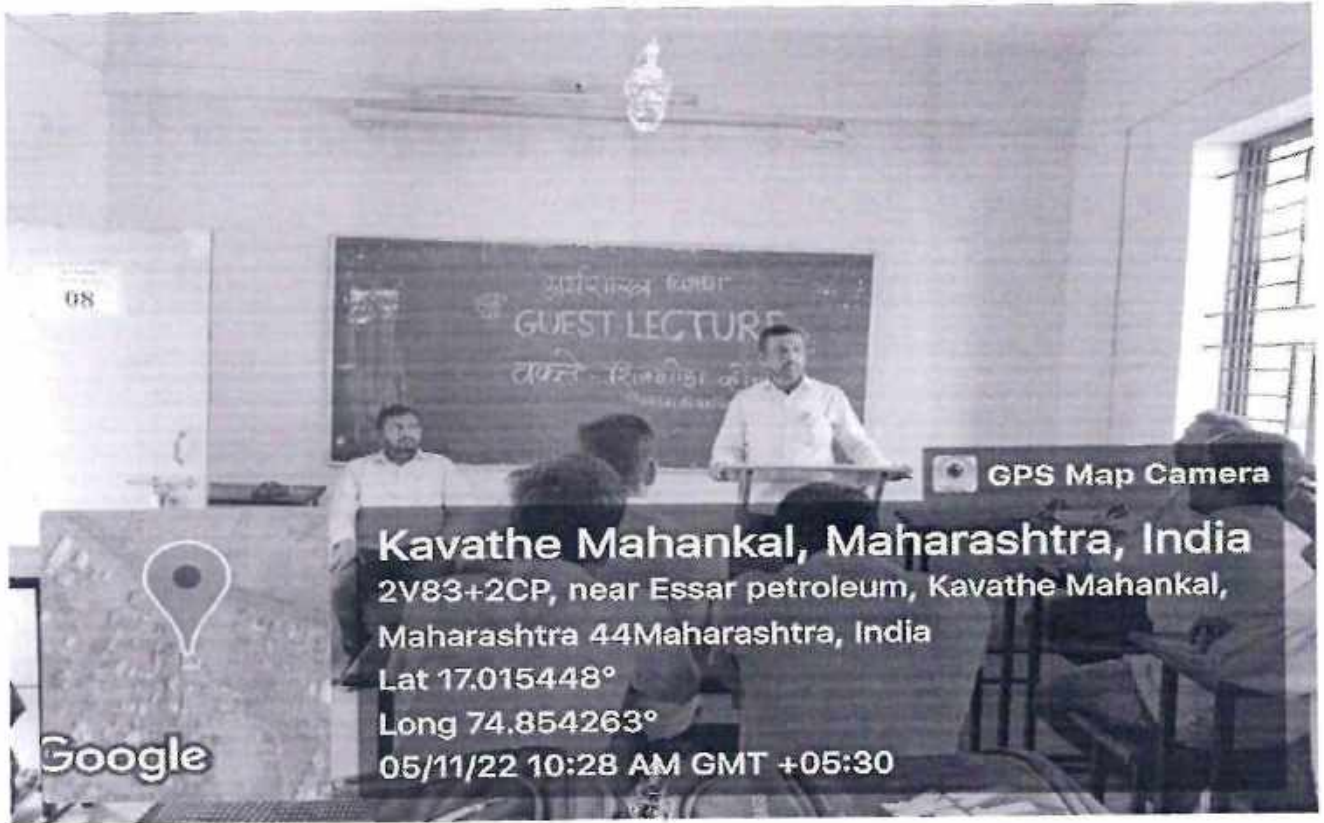 08
GUEST LECTURE
वक्ते
GPS Map Camera
Kavathe Mahankal, Maharashtra, India
2V83+2CP, near Essar petroleum, Kavathe Mahankal,
Maharashtra 44Maharashtra, India
Lat 17.015448°
Long 74.854263°
05/11/22 10:28 AM GMT +05:30
Google